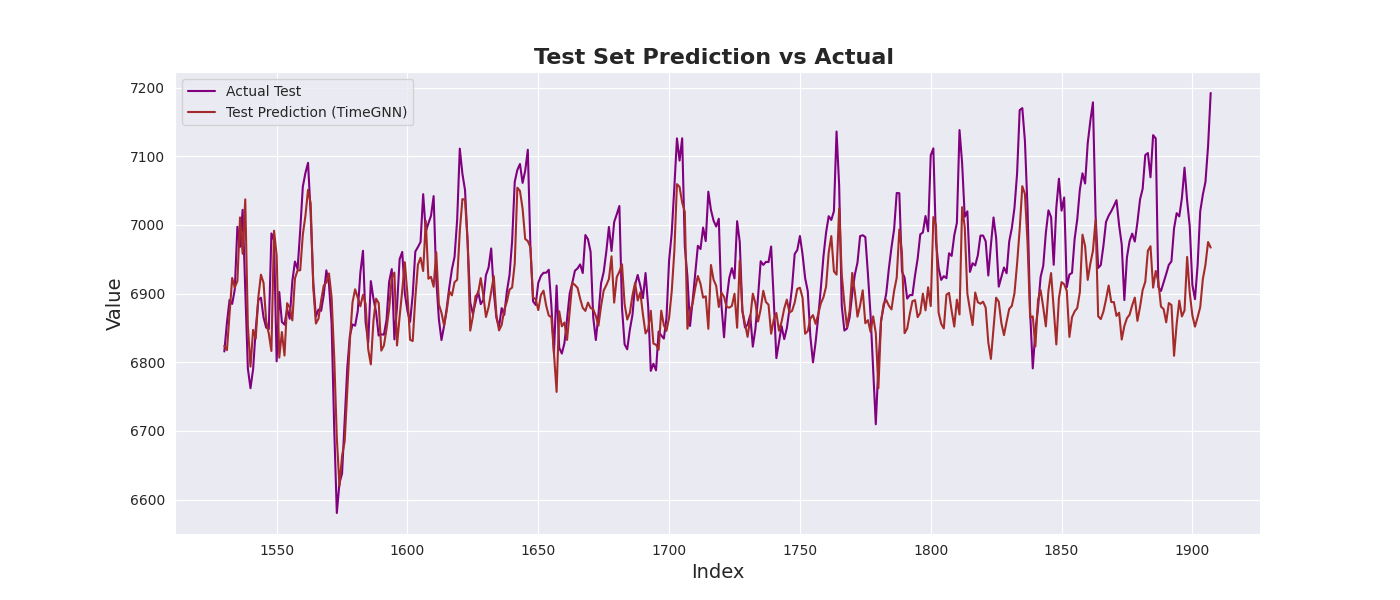 Test Set Prediction vs Actual
Actual Test
Test Prediction (TimeGNN)
7200
7100
7000
6900
6800
6700
6600
Value
1550 1600 1650 1700 1750 1800 1850 1900
Index